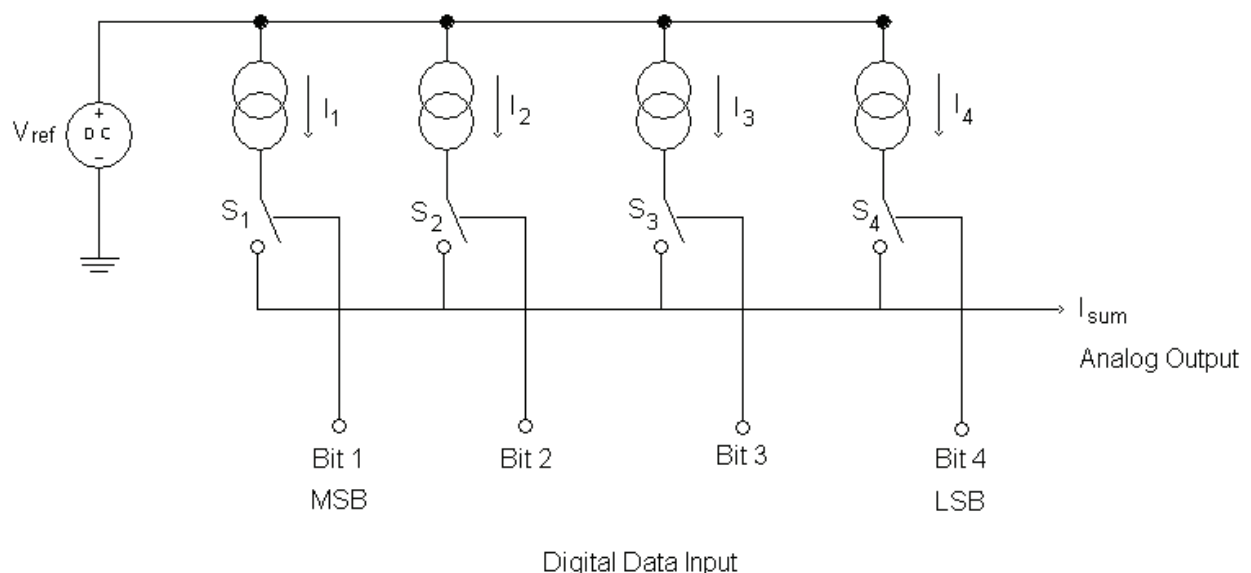 V ref
+
DC
-
I1
I2
I3
I4
S1
S2
S3
S4
Isum
Analog Output
Bit 1
Bit 2
Bit 3
Bit 4
MSB
LSB
Digital Data Input